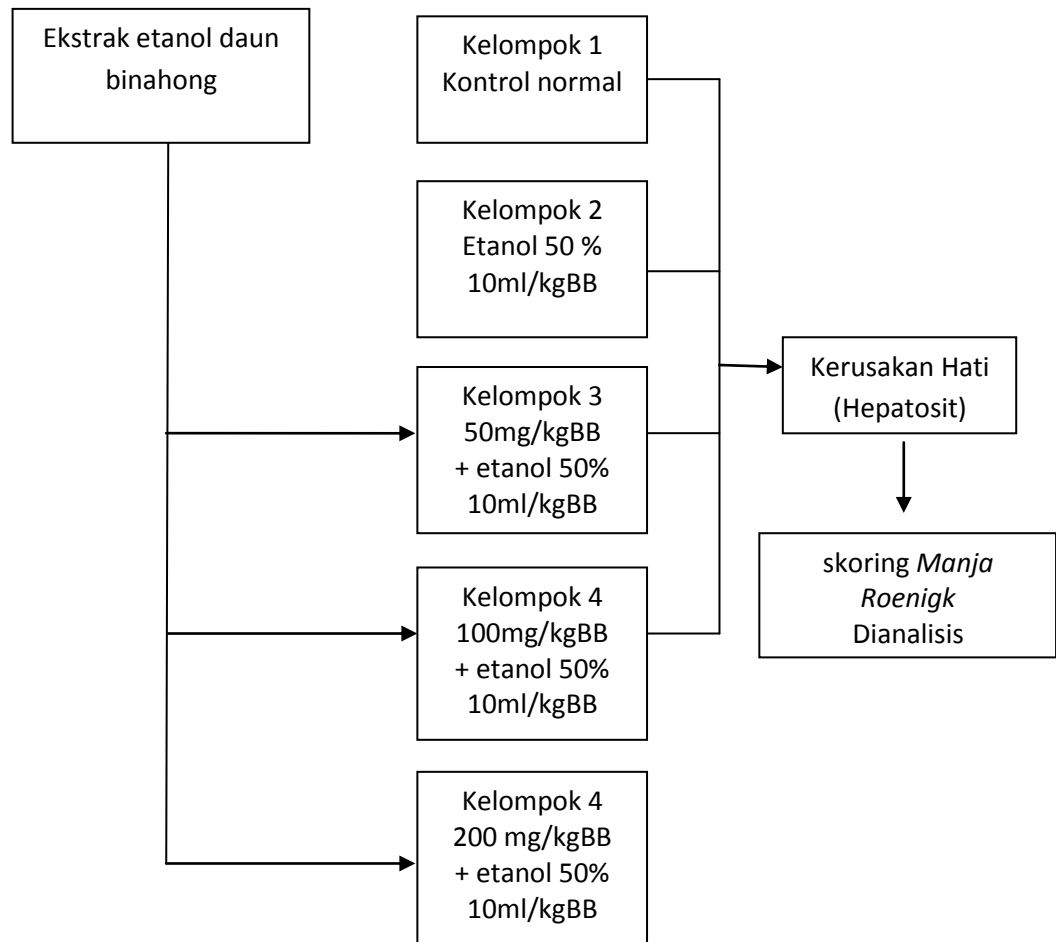 Ekstrak etanol daun
binahong
Kelompok 1
Kontrol normal
Kelompok 2
Etanol 50 %
10ml/kgBB
Kelompok 3
50mg/kgBB
+ etanol 50%
10ml/kgBB
Kelompok 4
100mg/kgBB
+ etanol 50%
10ml/kgBB
Kelompok 4
200 mg/kgBB
+ etanol 50%
10ml/kgBB
Kerusakan Hati
(Hepatosit)
skoring Manja
Roenigk
Dianalisis